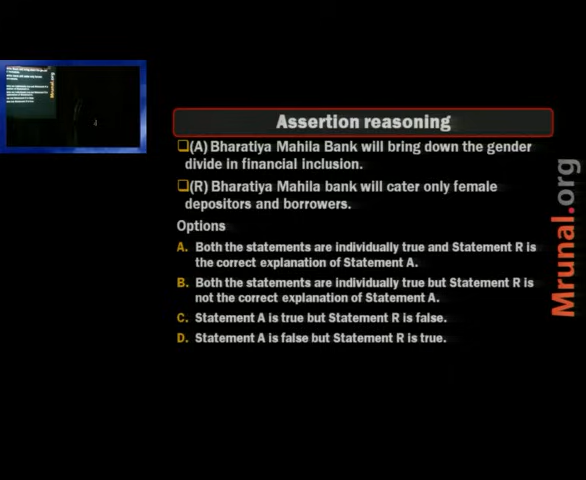 Assertion reasoning
(A) Bharatiya Mahila Bank will bring down the gender
divide in financial inclusion.
(R) Bharatiya Mahila bank will cater only female
depositors and borrowers.
Options
A. Both the statements are individually true and Statement R is
the correct explanation of Statement A.
B. Both the statements are individually true but Statement R is
not the correct explanation of Statement A.
C. Statement A is true but Statement R is false.
D. Statement A is false but Statement R is true.
Mrunal.org
Mrunal.org
4